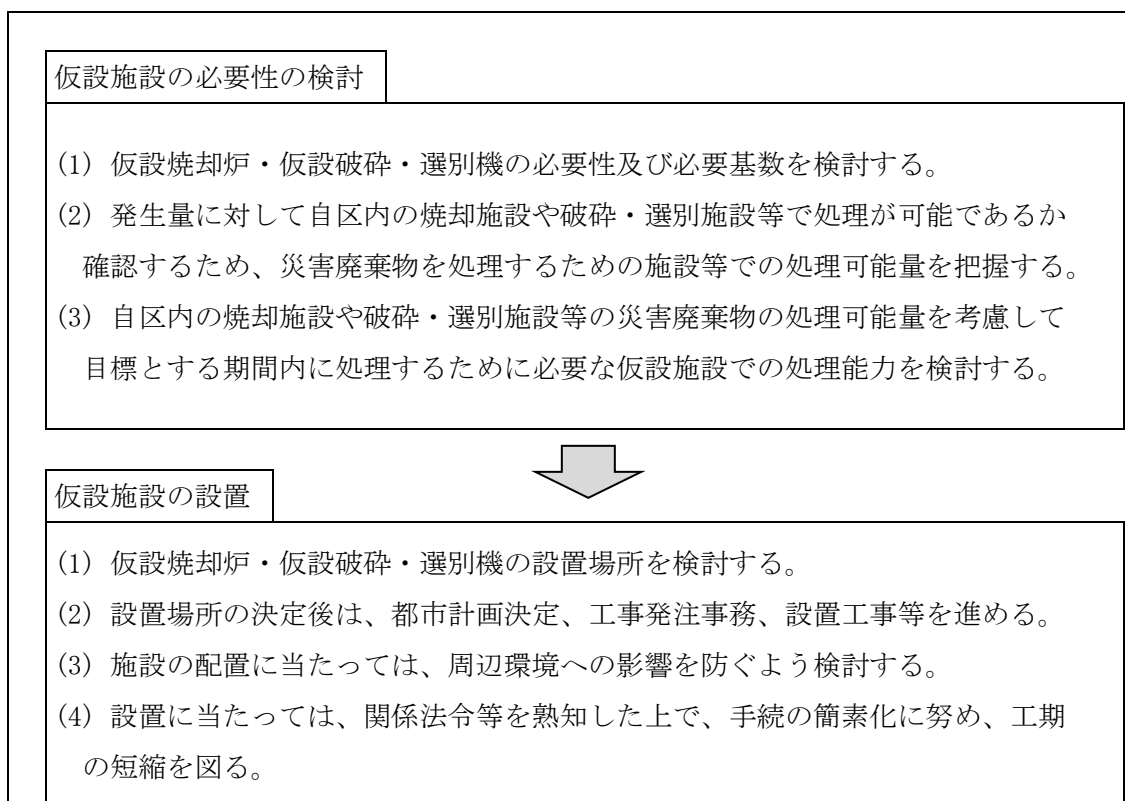 仮設施設の必要性の検討
(1) 仮設焼却炉・仮設破砕・選別機の必要性及び必要基数を検討する。
(2) 発生量に対して自区内の焼却施設や破砕・選別施設等で処理が可能であるか
確認するため、災害廃棄物を処理するための施設等での処理可能量を把握する。
(3) 自区内の焼却施設や破砕・選別施設等の災害廃棄物の処理可能量を考慮して
目標とする期間内に処理するために必要な仮設施設での処理能力を検討する。
仮設施設の設置
(1) 仮設焼却炉・仮設破砕・選別機の設置場所を検討する。
(2) 設置場所の決定後は、都市計画決定、工事発注事務、設置工事等を進める。
(3) 施設の配置に当たっては、周辺環境への影響を防ぐよう検討する。
(4) 設置に当たっては、関係法令等を熟知した上で、手続の簡素化に努め、工期
の短縮を図る。